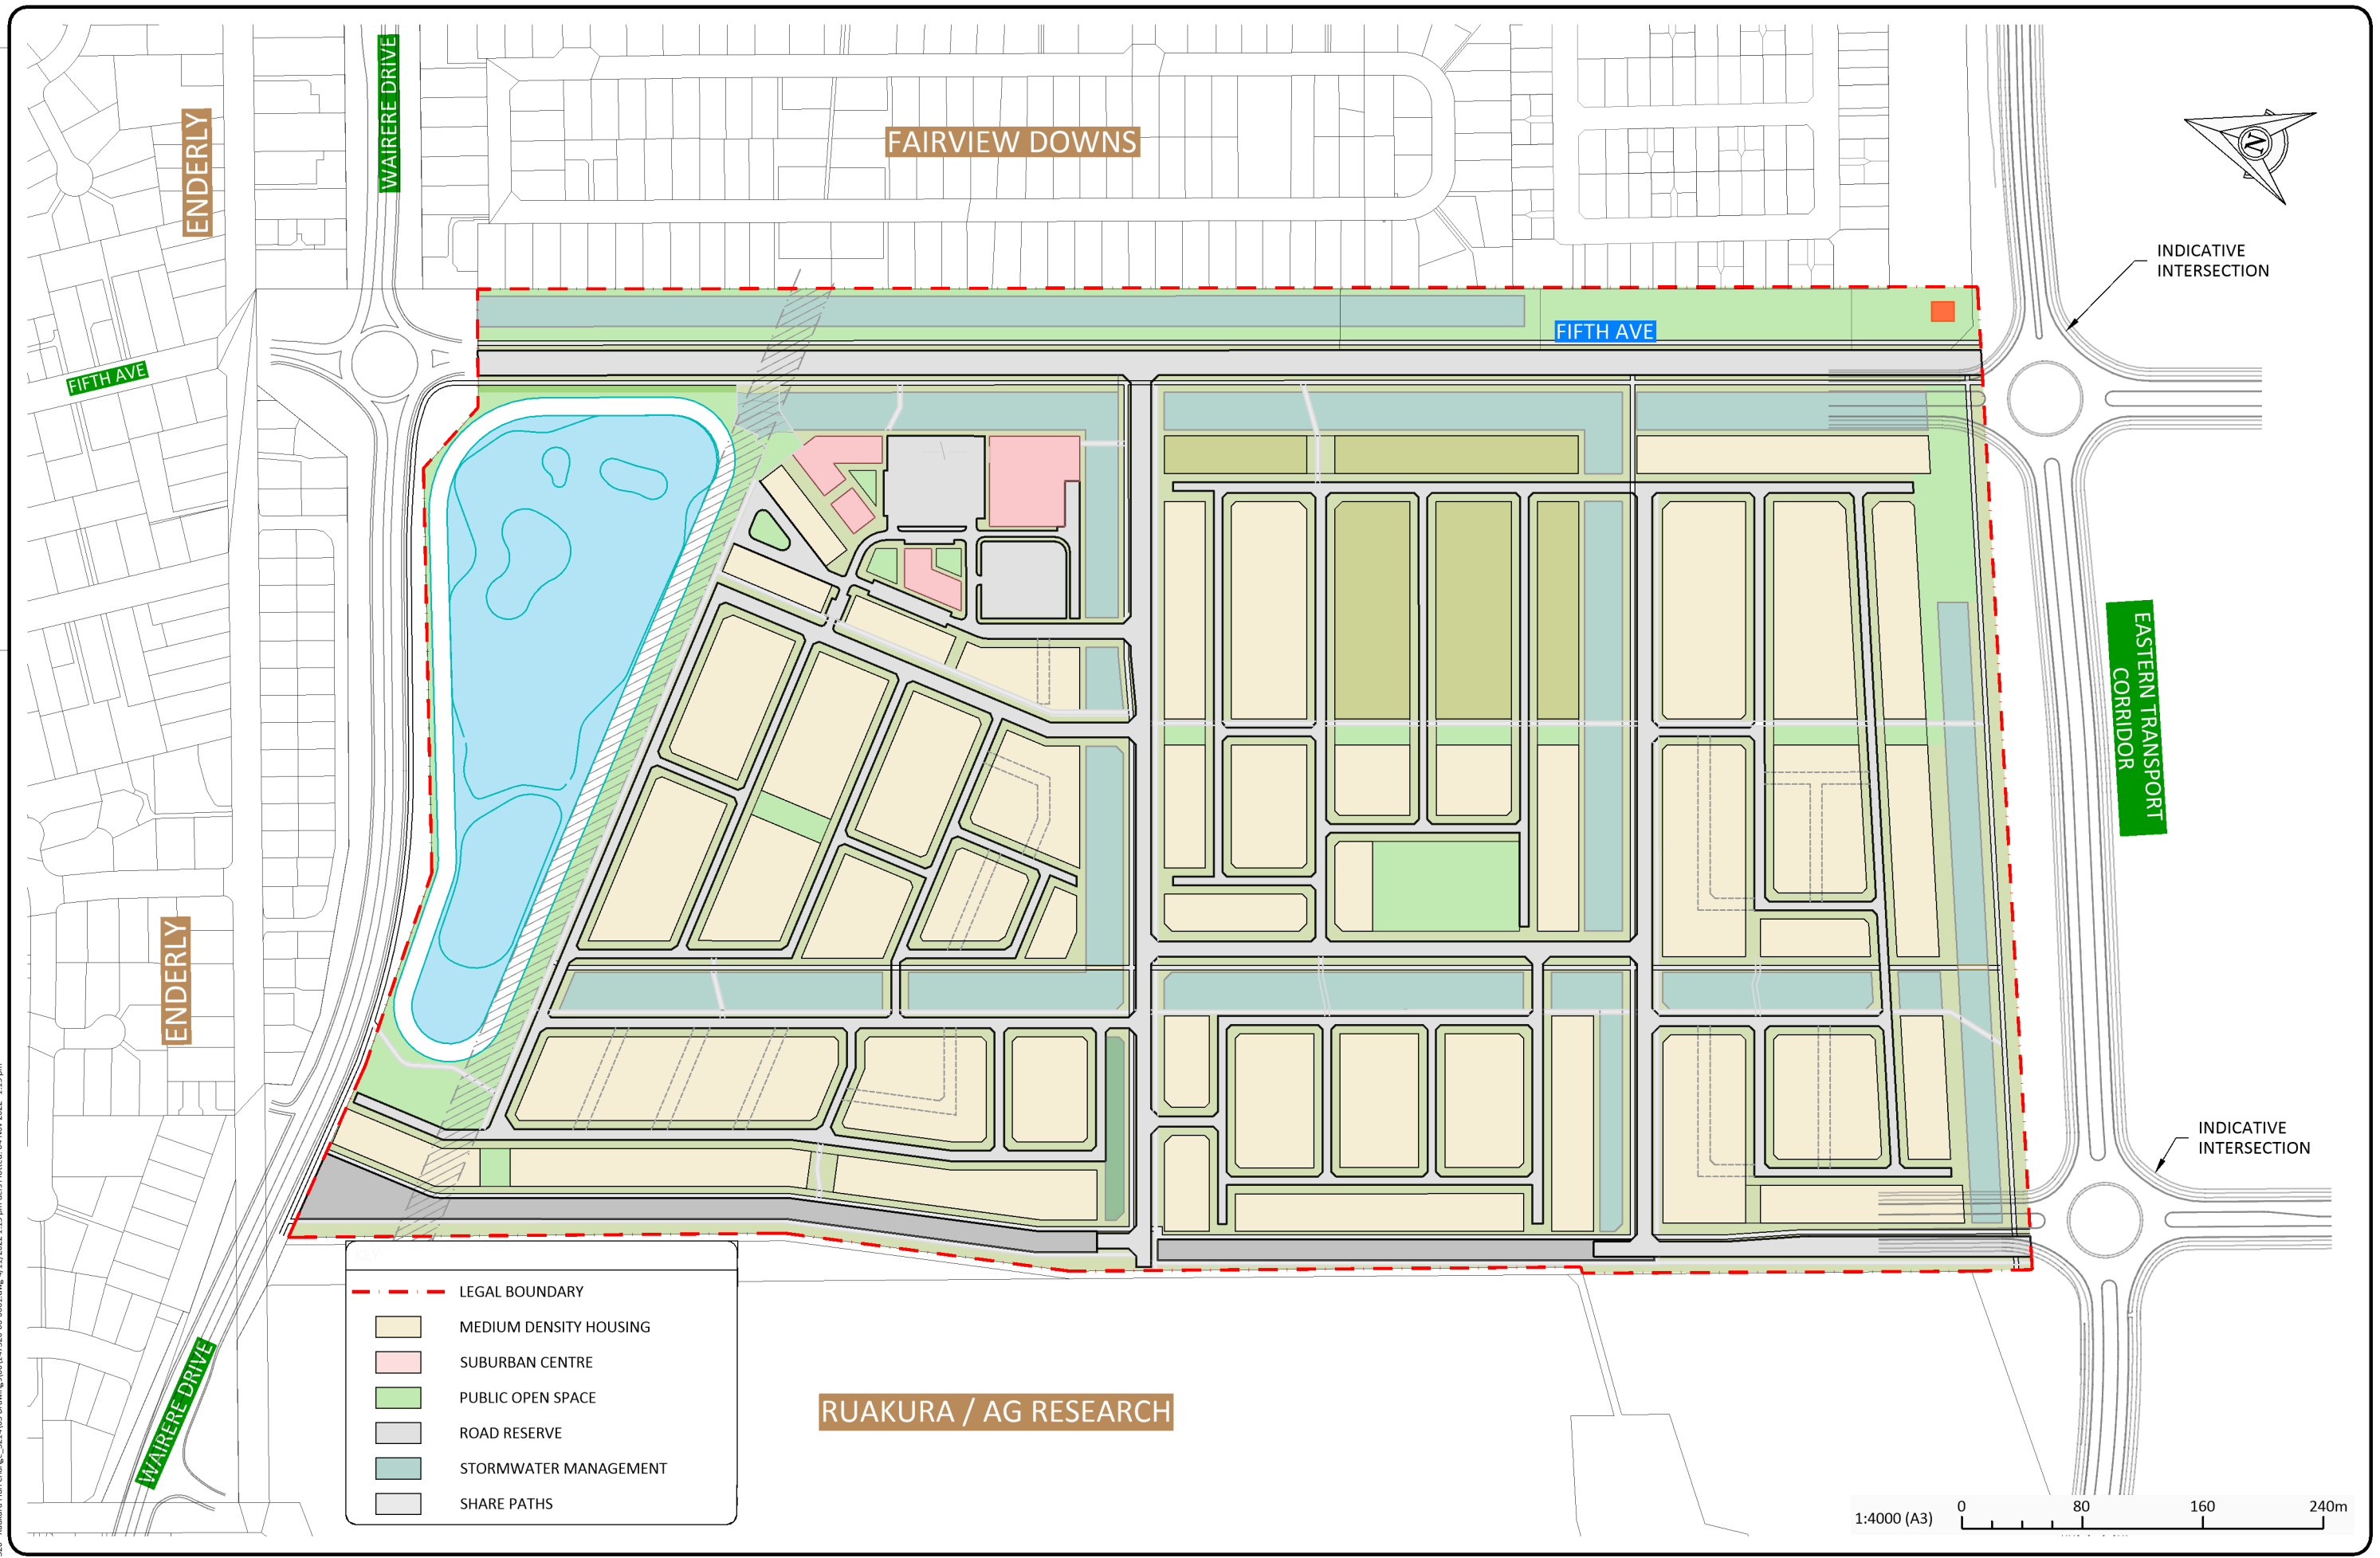 WAIRERE DRIVE
ENDERLY
FAIRVIEW DOWNS
N
INDICATIVE
INTERSECTION
FIFTH AVE
FIFTH AVE
EASTERN TRANSPORT
CORRIDOR
ENDERLY
INDICATIVE
INTERSECTION
LEGAL BOUNDARY
MEDIUM DENSITY HOUSING
SUBURBAN CENTRE
PUBLIC OPEN SPACE
ROAD RESERVE
STORMWATER MANAGEMENT
SHARE PATHS
WAIRERE DRIVE
RUAKURA / AG RESEARCH
1:4000 (A3)
0 80 160 240m